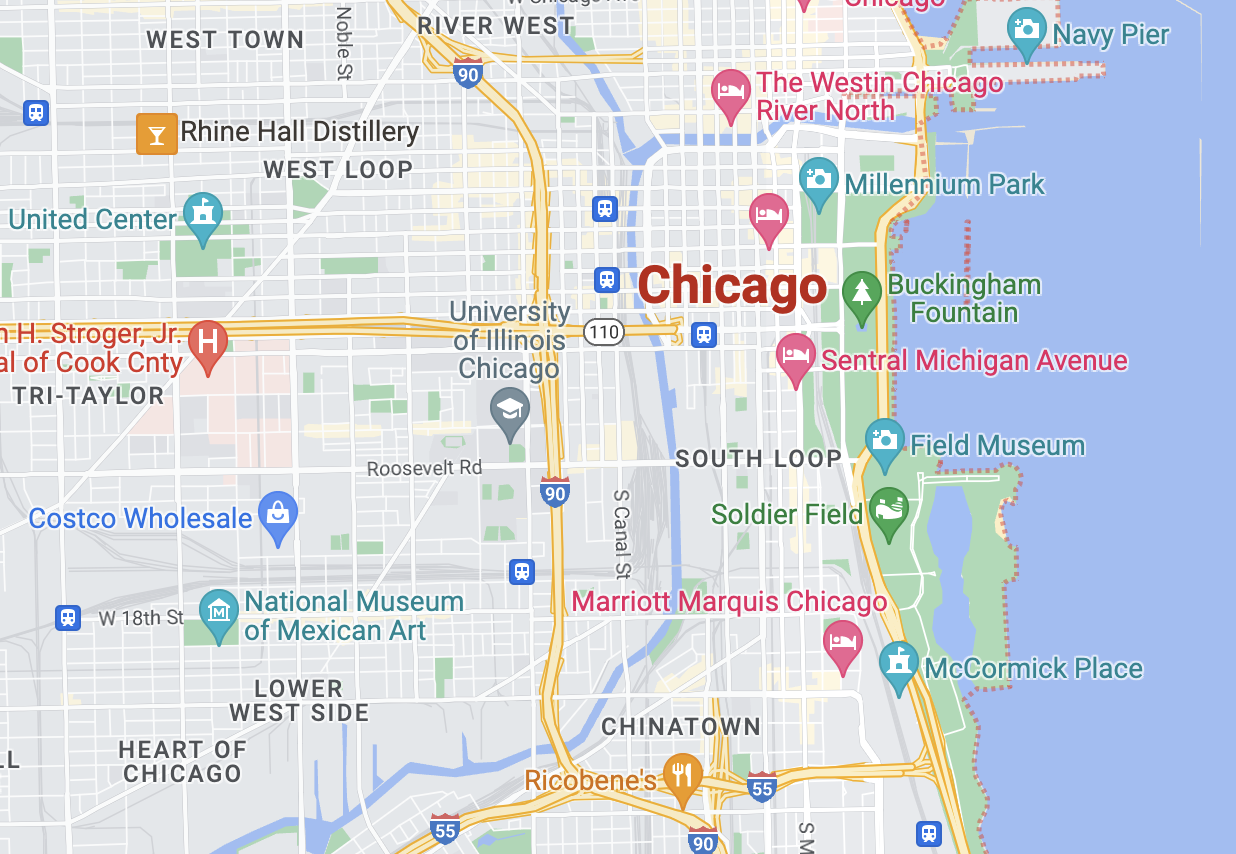 W Chicago Ave
Chicago
RIVER WEST
WEST TOWN
Noble St
Navy Pier
90
The Westin Chicago
River North
Rhine Hall Distillery
WEST LOOP
Millennium Park
United Center
Chicago
Buckingham
Fountain
University
of Illinois
Chicago
110
n H. Stroger, Jr.
al of Cook Cnty
H
Sentral Michigan Avenue
TRI-TAYLOR
Field Museum
SOUTH LOOP
Roosevelt Rd
90
S Canal St
Soldier Field
Costco Wholesale
National Museum
of Mexican Art
Marriott Marquis Chicago
W 18th St
McCormick Place
LOWER
WEST SIDE
CHINATOWN
HEART OF
CHICAGO
LL
Ricobene's
55
55
90
S M